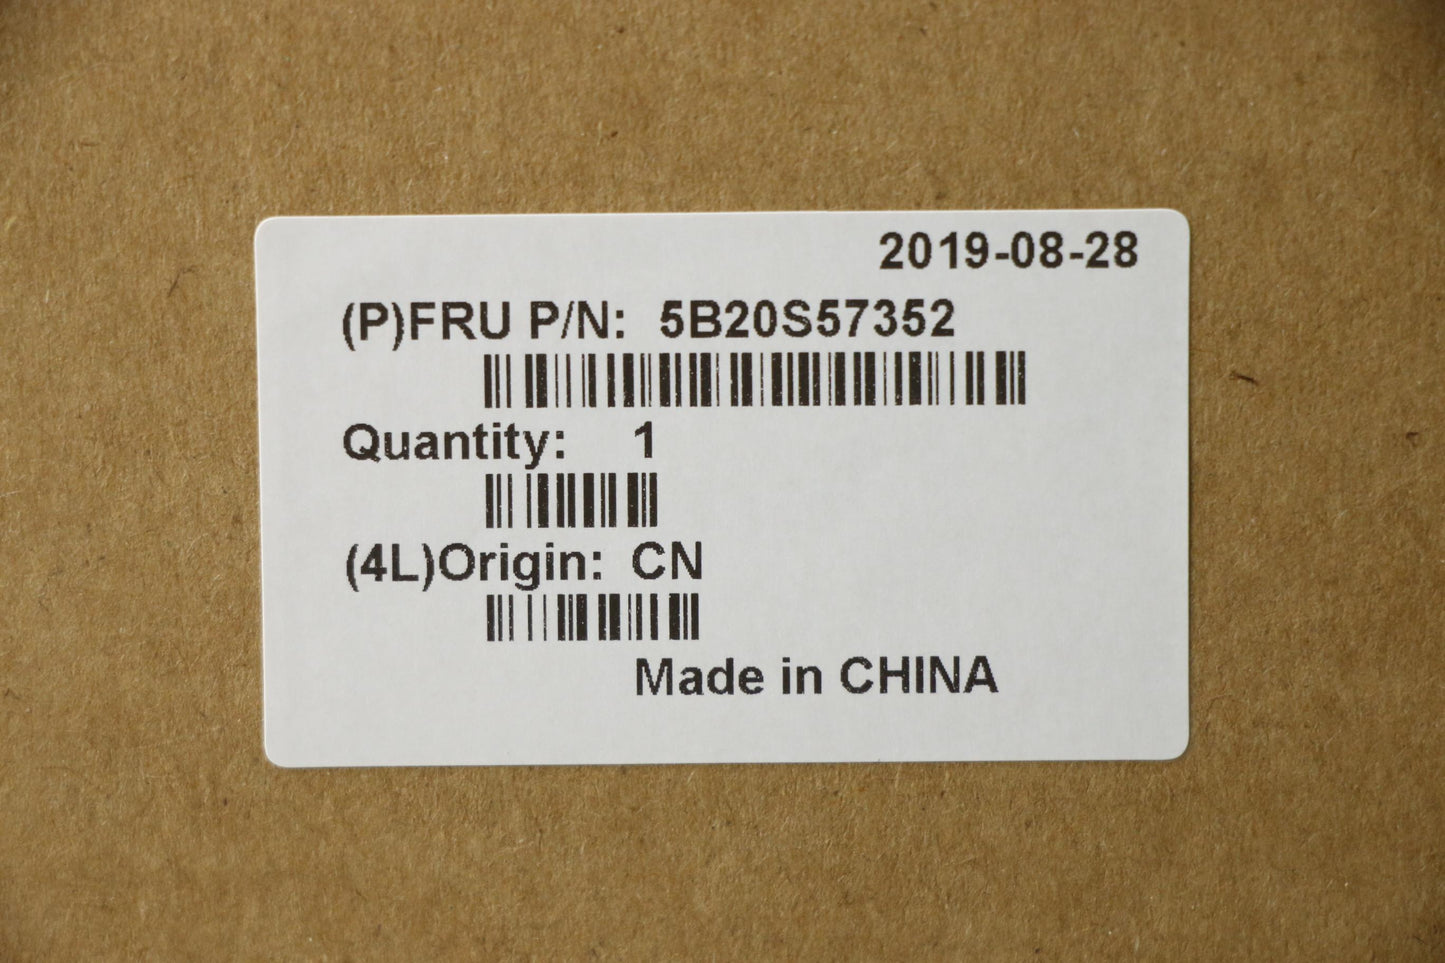 2019-08-28
(P)FRU P/N: 5B20S57352
Quantity: 1
(4L)Origin: CN
Made in CHINA